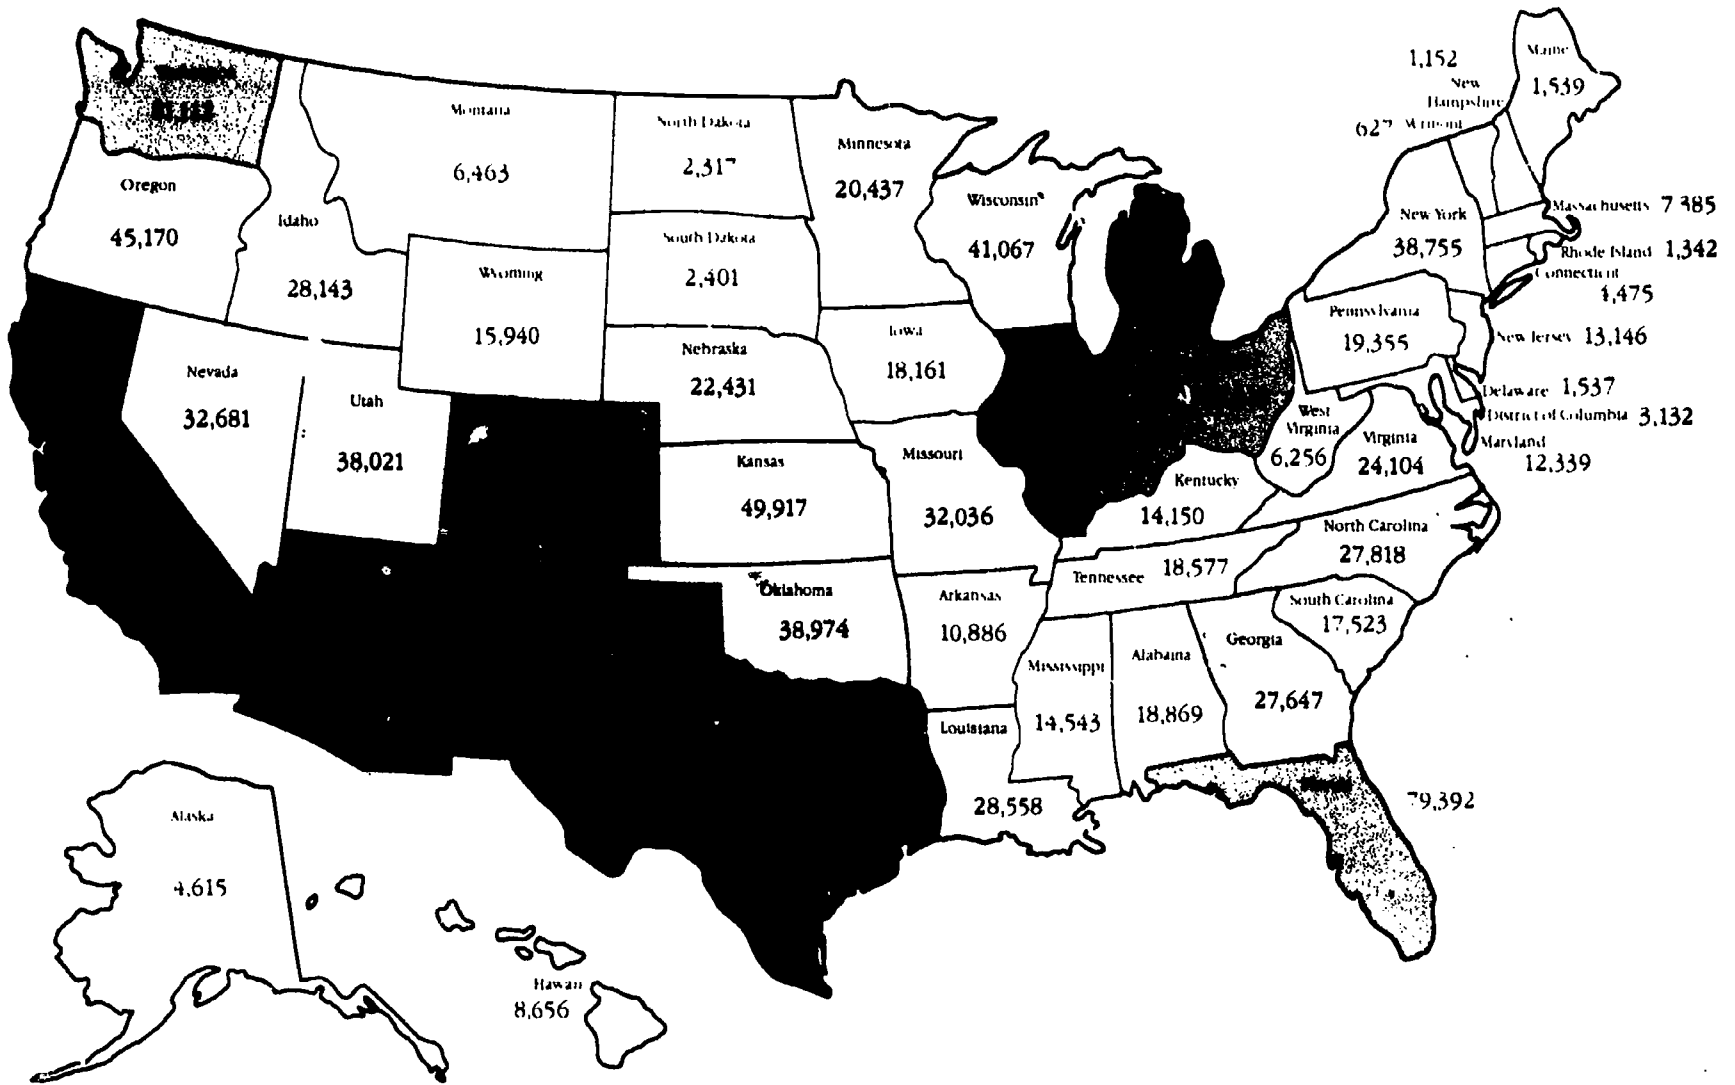 1,152
Maine
New
Hampshire
1,539
Vermont
Montana
6,463
North Dakota
2,317
Minnesota
20,437
Oregon
45,170
Idaho
28,143
Wisconsin*
41,067
New York
38,755
Massachusetts
Rhode Island 1,342
Connecticut
South Dakota
2,401
Wyoming
15,940
Iowa
18,161
Pennsylvania
19,355
New Jersey 13,146
Nebraska
22,431
Nevada
32,681
Utah
38,021
Delaware 1,537
District of Columbia 3,132
Maryland
12,339
West
Virginia
6,256
Virginia
24,104
Kansas
49,917
Missouri
32,036
Kentucky
14,150
North Carolina
27,818
Tennessee 18,577
*Oklahoma
38,974
Arkansas
10,886
South Carolina
17,523
Mississippi
14,543
Alabama
18,869
Georgia
27,647
Louisiana
28,558
79,392
Alaska
4,615
Hawaii
8,656